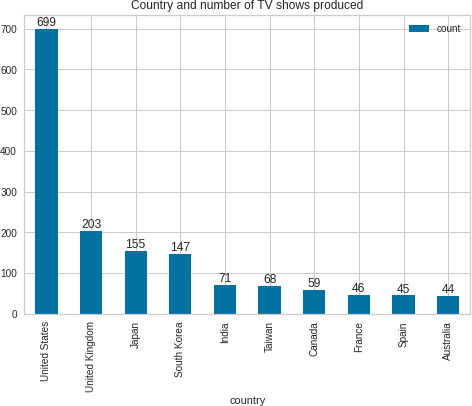 Country and number of TV shows produced
count
700
600
500
400
300
200
100
0
699
203
155
147
71
68
59
46
45
44
United States
United Kingdom
Japan
South Korea
India
Taiwan
Canada
France
Spain
Australia
country